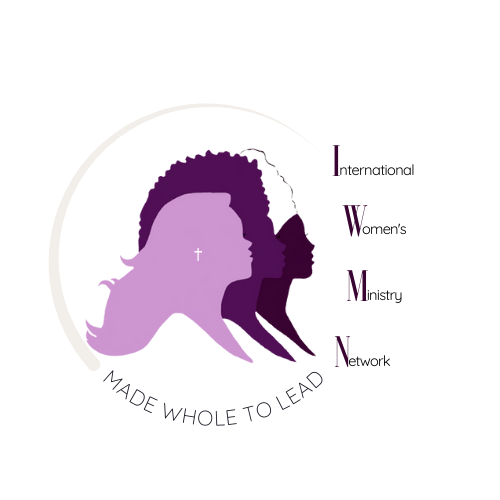 International
Women's
Ministry
Network
MADE WHOLE TO LEAD